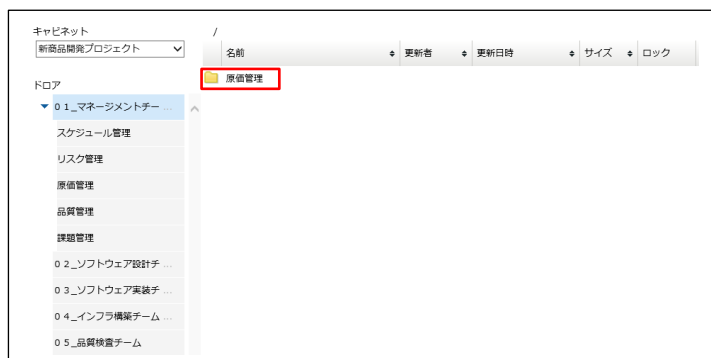 キャビネット
新商品開発プロジェクト
ドロア
０１_マネージメントチー ...
スケジュール管理
リスク管理
原価管理
品質管理
課題管理
０２_ソフトウェア設計チ ...
０３_ソフトウェア実装チ ...
０４_インフラ構築チーム ...
０５_品質検査チーム
/
名前 更新者 更新日時 サイズ ロック
原価管理